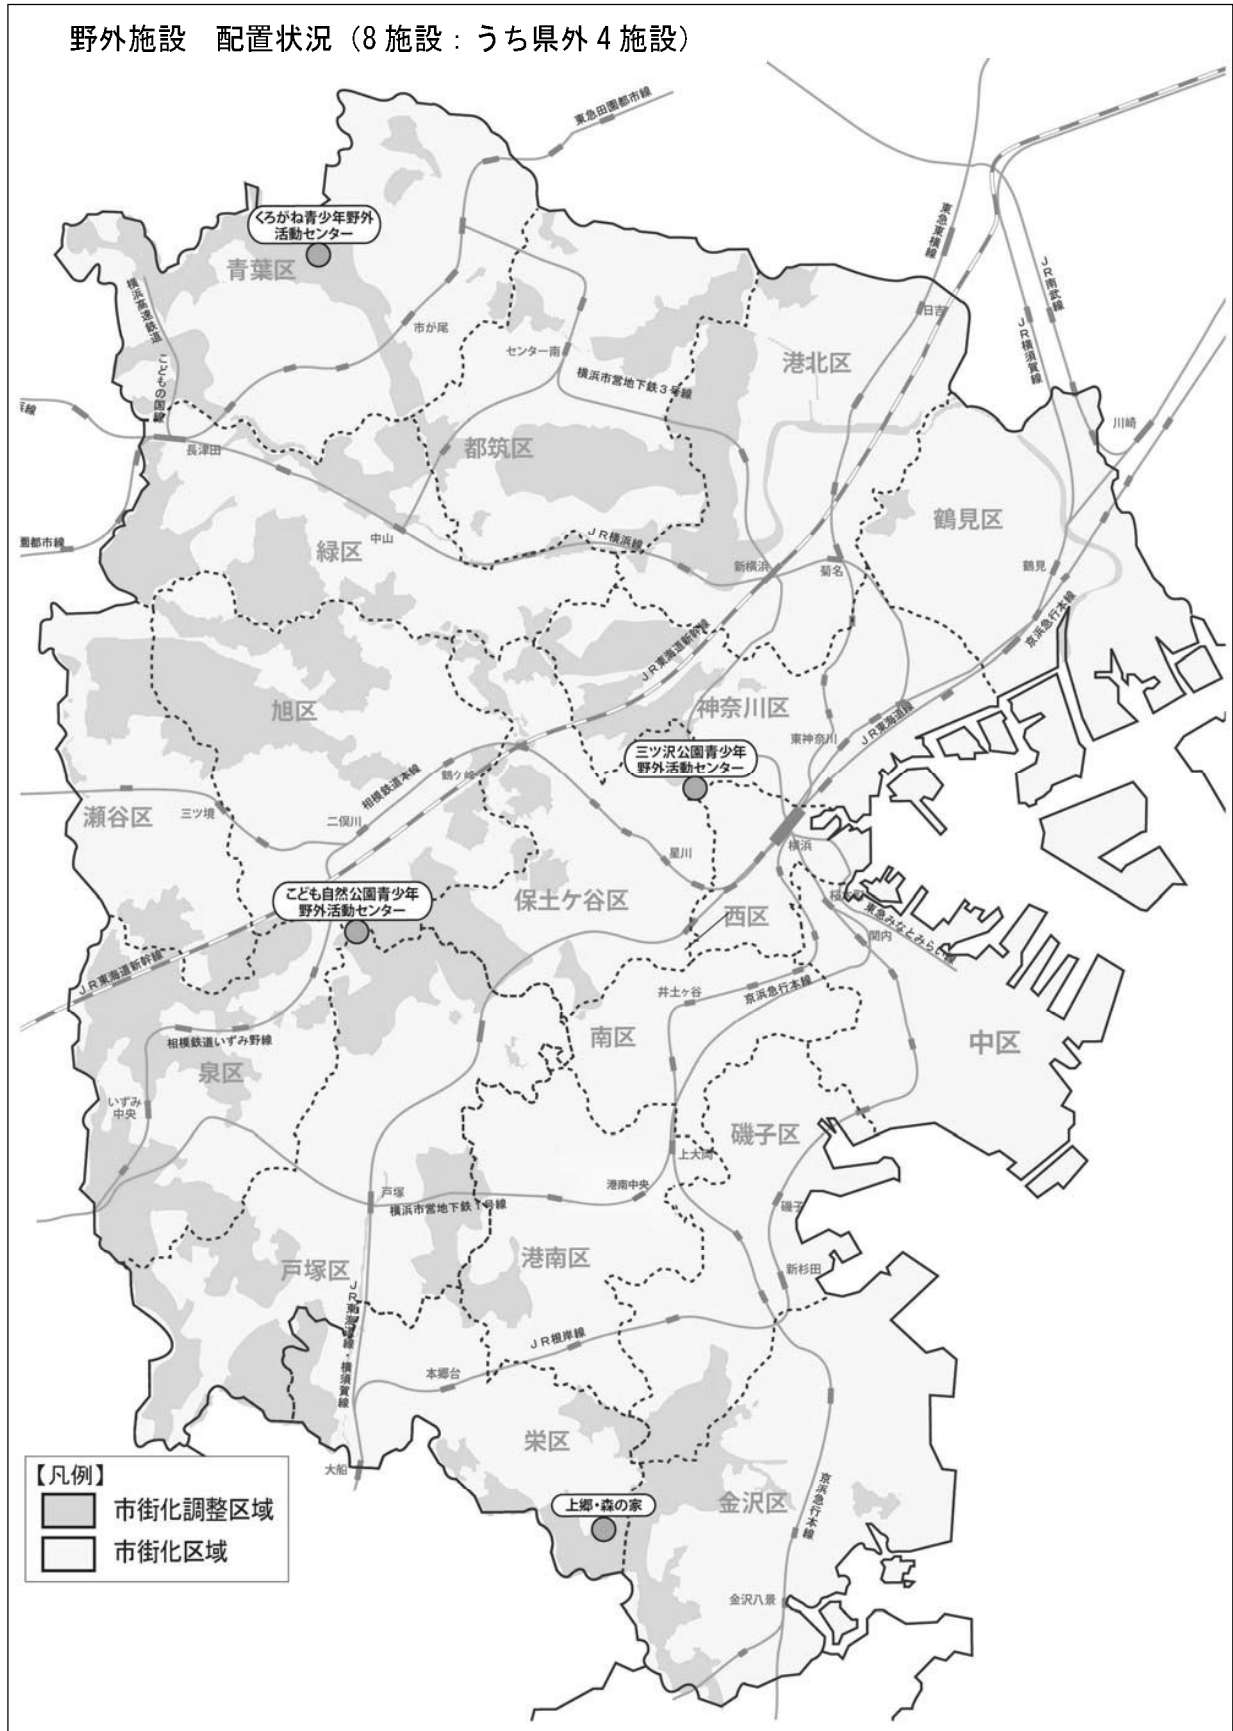 野外施設　配置状況（8施設：うち県外4施設）
東急田園都市線
くろがね青少年野外
活動センター
青葉区
横浜高速鉄道
こどもの国線
市が尾
センター南
横浜市営地下鉄3号線
東急東横線
日吉
JR南武線
JR横須賀線
港北区
川崎
浜線
長津田
都筑区
鶴見区
園都市線
緑区
中山
JR横浜線
新横浜
菊名
鶴見
京浜急行本線
JR東海道新幹線
旭区
神奈川区
東神奈川
JR東海道線
三ツ沢公園青少年
野外活動センター
相模鉄道本線
鶴ケ峰
瀬谷区
三ツ境
二俣川
星川
横浜
こども自然公園青少年
野外活動センター
保土ケ谷区
西区
桜木町
東急みなとみらい線
関内
JR東海道新幹線
井土ケ谷
京浜急行本線
相模鉄道いずみ野線
南区
中区
泉区
いずみ
中央
磯子区
上大岡
戸塚
横浜市営地下鉄1号線
港南中央
磯子
戸塚区
港南区
新杉田
JR東海道線・横須賀線
JR根岸線
本郷台
栄区
大船
上郷・森の家
金沢区
京浜急行本線
金沢八景
【凡例】
市街化調整区域
市街化区域